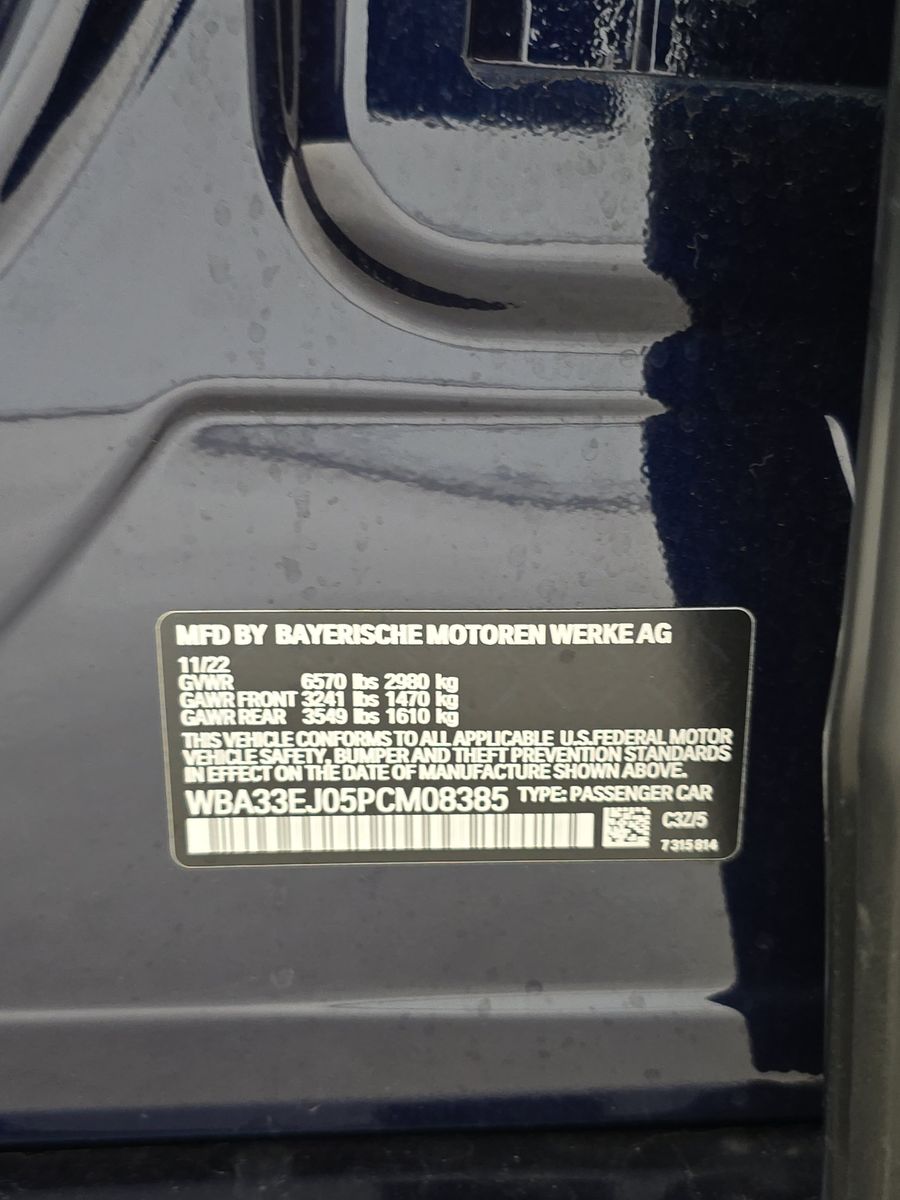 MFD BY BAYERISCHE MOTOREN WERKE AG
11/22
GVWR 6570 lbs 2980 kg
GAWR FRONT 3241 lbs 1470 kg
GAWR REAR 3549 lbs 1610 kg
THIS VEHICLE CONFORMS TO ALL APPLICABLE U.S.FEDERAL MOTOR
VEHICLE SAFETY, BUMPER AND THEFT PREVENTION STANDARDS
IN EFFECT ON THE DATE OF MANUFACTURE SHOWN ABOVE.
WBA33EJ05PCM08385 TYPE: PASSENGER CAR
C3Z/5
7315814